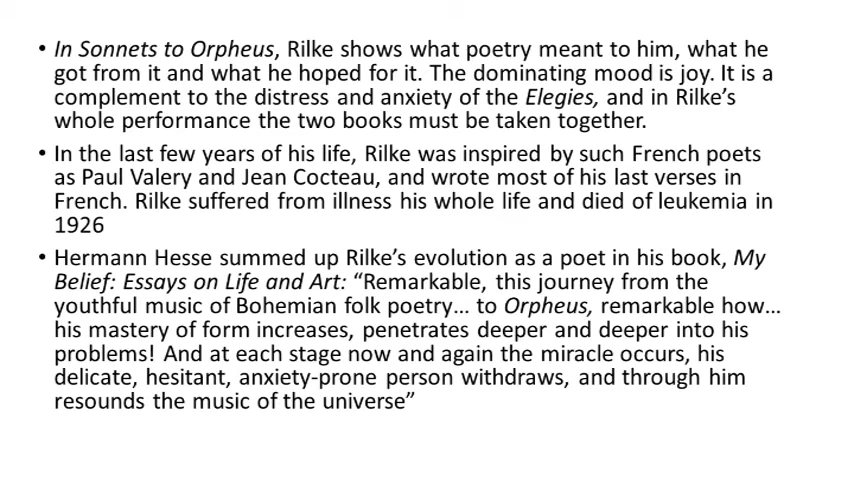 • In Sonnets to Orpheus, Rilke shows what poetry meant to him, what he
got from it and what he hoped for it. The dominating mood is joy. It is a
complement to the distress and anxiety of the Elegies, and in Rilke’s
whole performance the two books must be taken together.
• In the last few years of his life, Rilke was inspired by such French poets
as Paul Valery and Jean Cocteau, and wrote most of his last verses in
French. Rilke suffered from illness his whole life and died of leukemia in
1926
• Hermann Hesse summed up Rilke’s evolution as a poet in his book, My
Belief: Essays on Life and Art: “Remarkable, this journey from the
youthful music of Bohemian folk poetry… to Orpheus, remarkable how…
his mastery of form increases, penetrates deeper and deeper into his
problems! And at each stage now and again the miracle occurs, his
delicate, hesitant, anxiety-prone person withdraws, and through him
resounds the music of the universe”